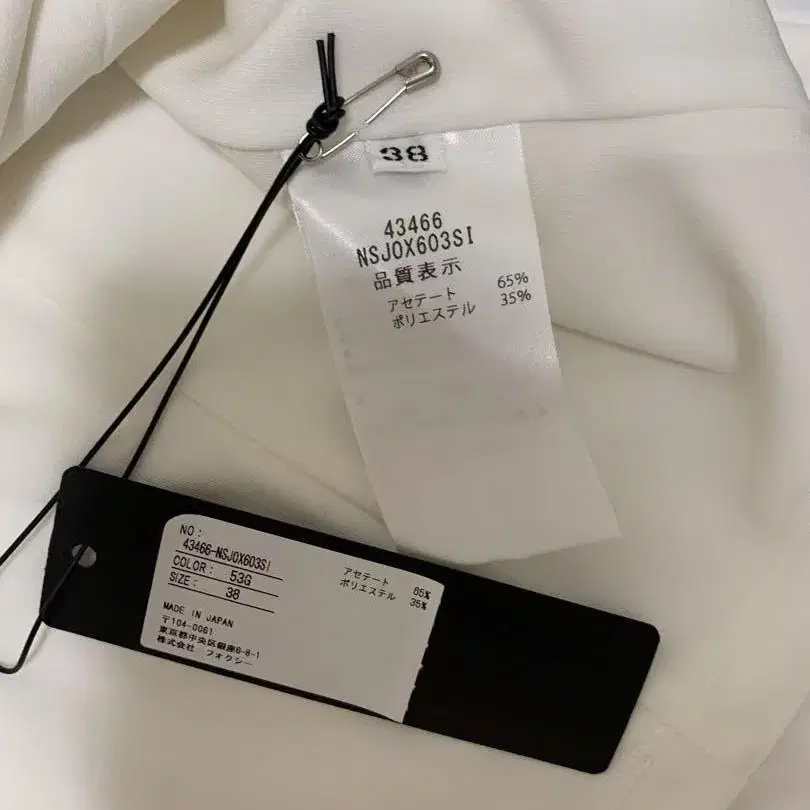 38
43466
NSJOX603SI
品質表示
アセテート 65%
ポリエステル 35%
NO:
43466-NSJOX603SI
COLOR: 53G
SIZE: 38
アセテート 65%
ポリエステル 35%
MADE IN JAPAN
〒104-0061
東京都中央区銀座6-8-1
株式会社 フォクシー